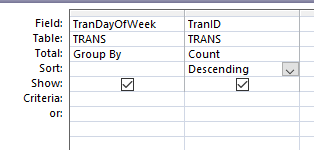 Field: TranDayOfWeek TranID
Table: TRANS TRANS
Total: Group By Count
Sort: Descending
Show:
Criteria:
or: